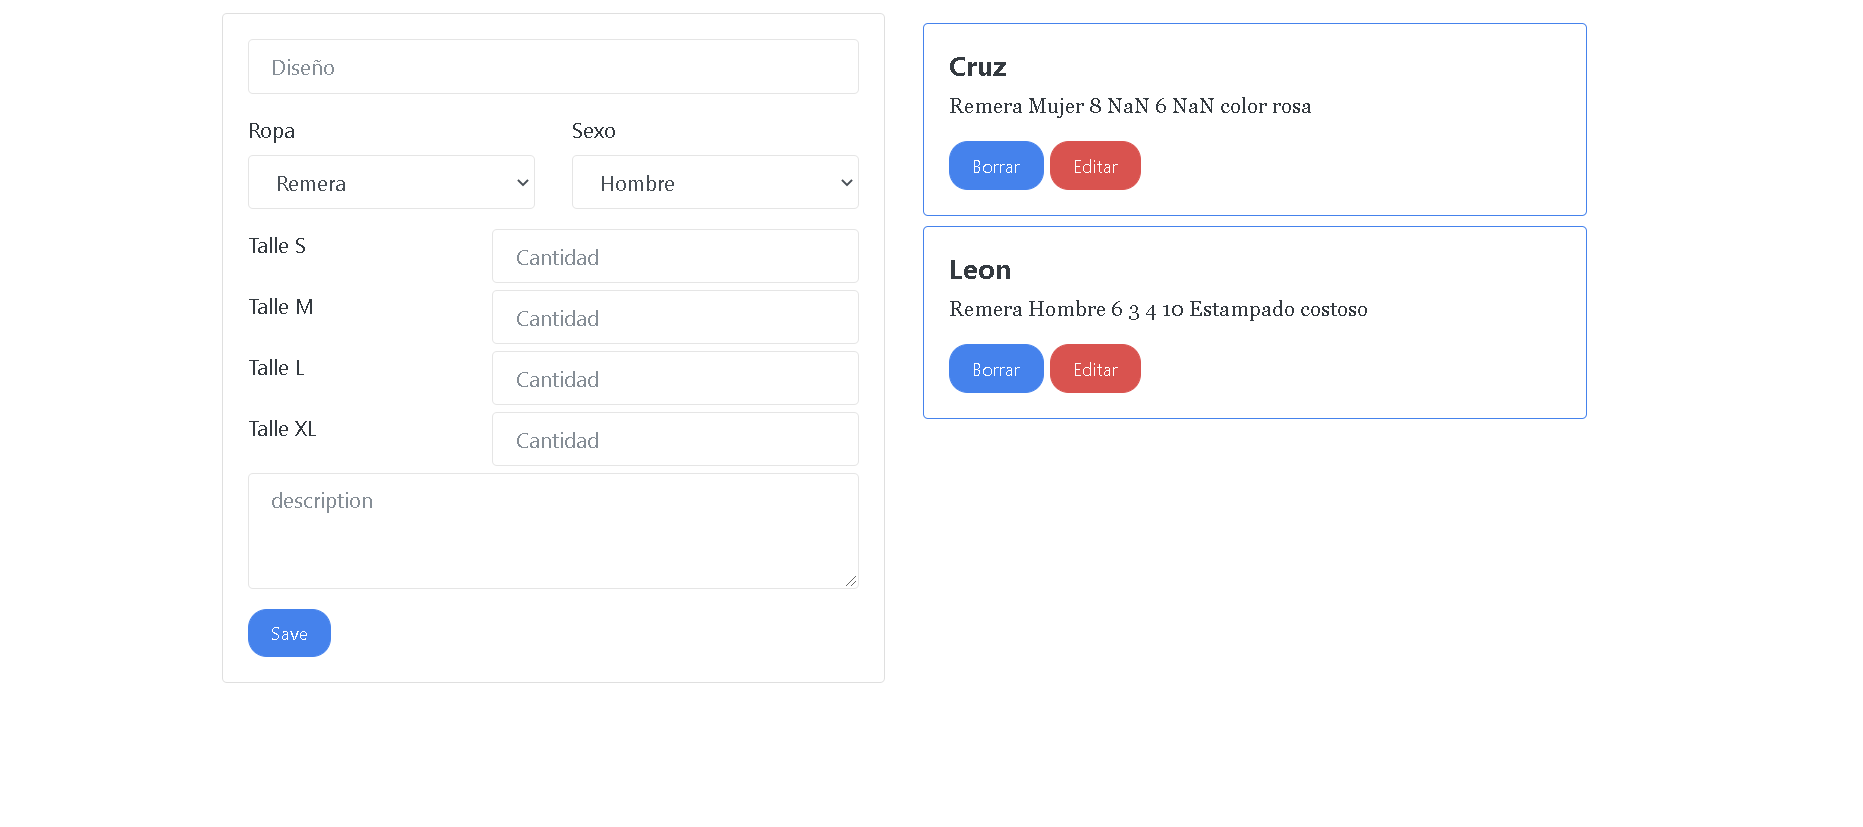 Diseño
Ropa
Sexo
Remera
Hombre
Talle S
Cantidad
Talle M
Cantidad
Talle L
Cantidad
Talle XL
Cantidad
description
Save
Cruz
Remera Mujer 8 NaN 6 NaN color rosa
Borrar
Editar
Leon
Remera Hombre 6 3 4 10 Estampado costoso
Borrar
Editar